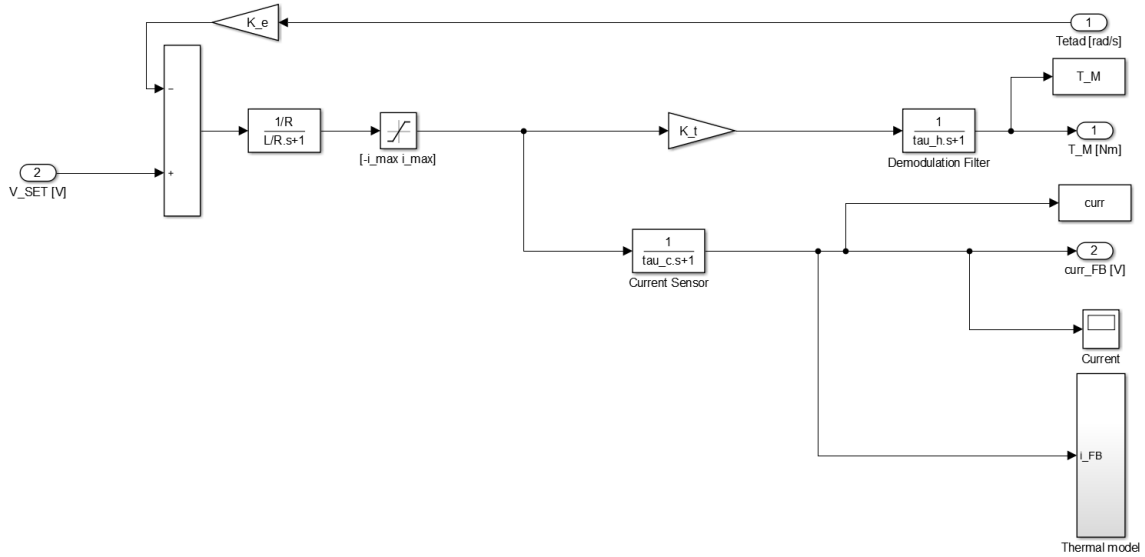 K_e
1
Tetad [rad/s]
T_M
−
1/R
L/R.s+1
[-i_max i_max]
K_t
1
tau_h.s+1
Demodulation Filter
1
T_M [Nm]
2
V_SET [V]
+
curr
1
tau_c.s+1
Current Sensor
2
curr_FB [V]
Current
i_FB
Thermal model